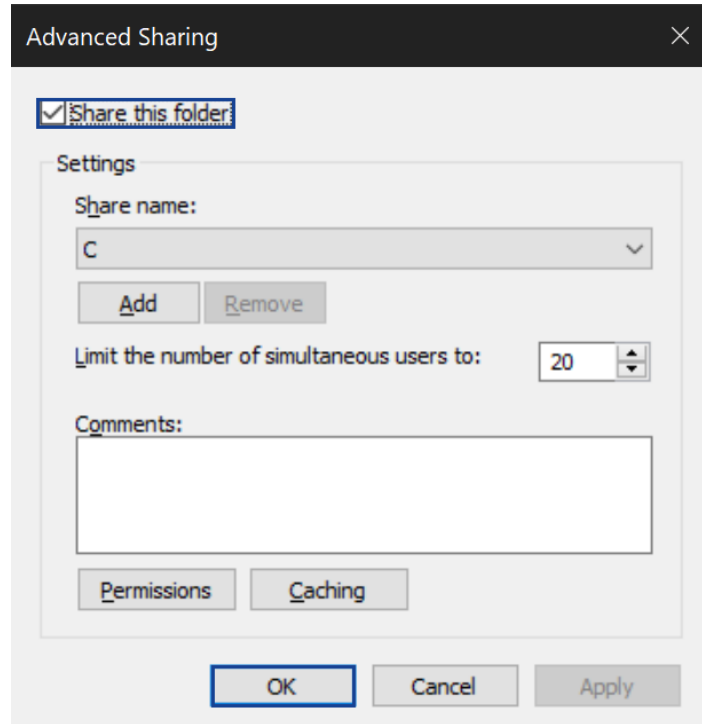 Advanced Sharing
Share this folder
Settings
Share name:
C
Add Remove
Limit the number of simultaneous users to: 20
Comments:
Permissions Caching
OK Cancel Apply